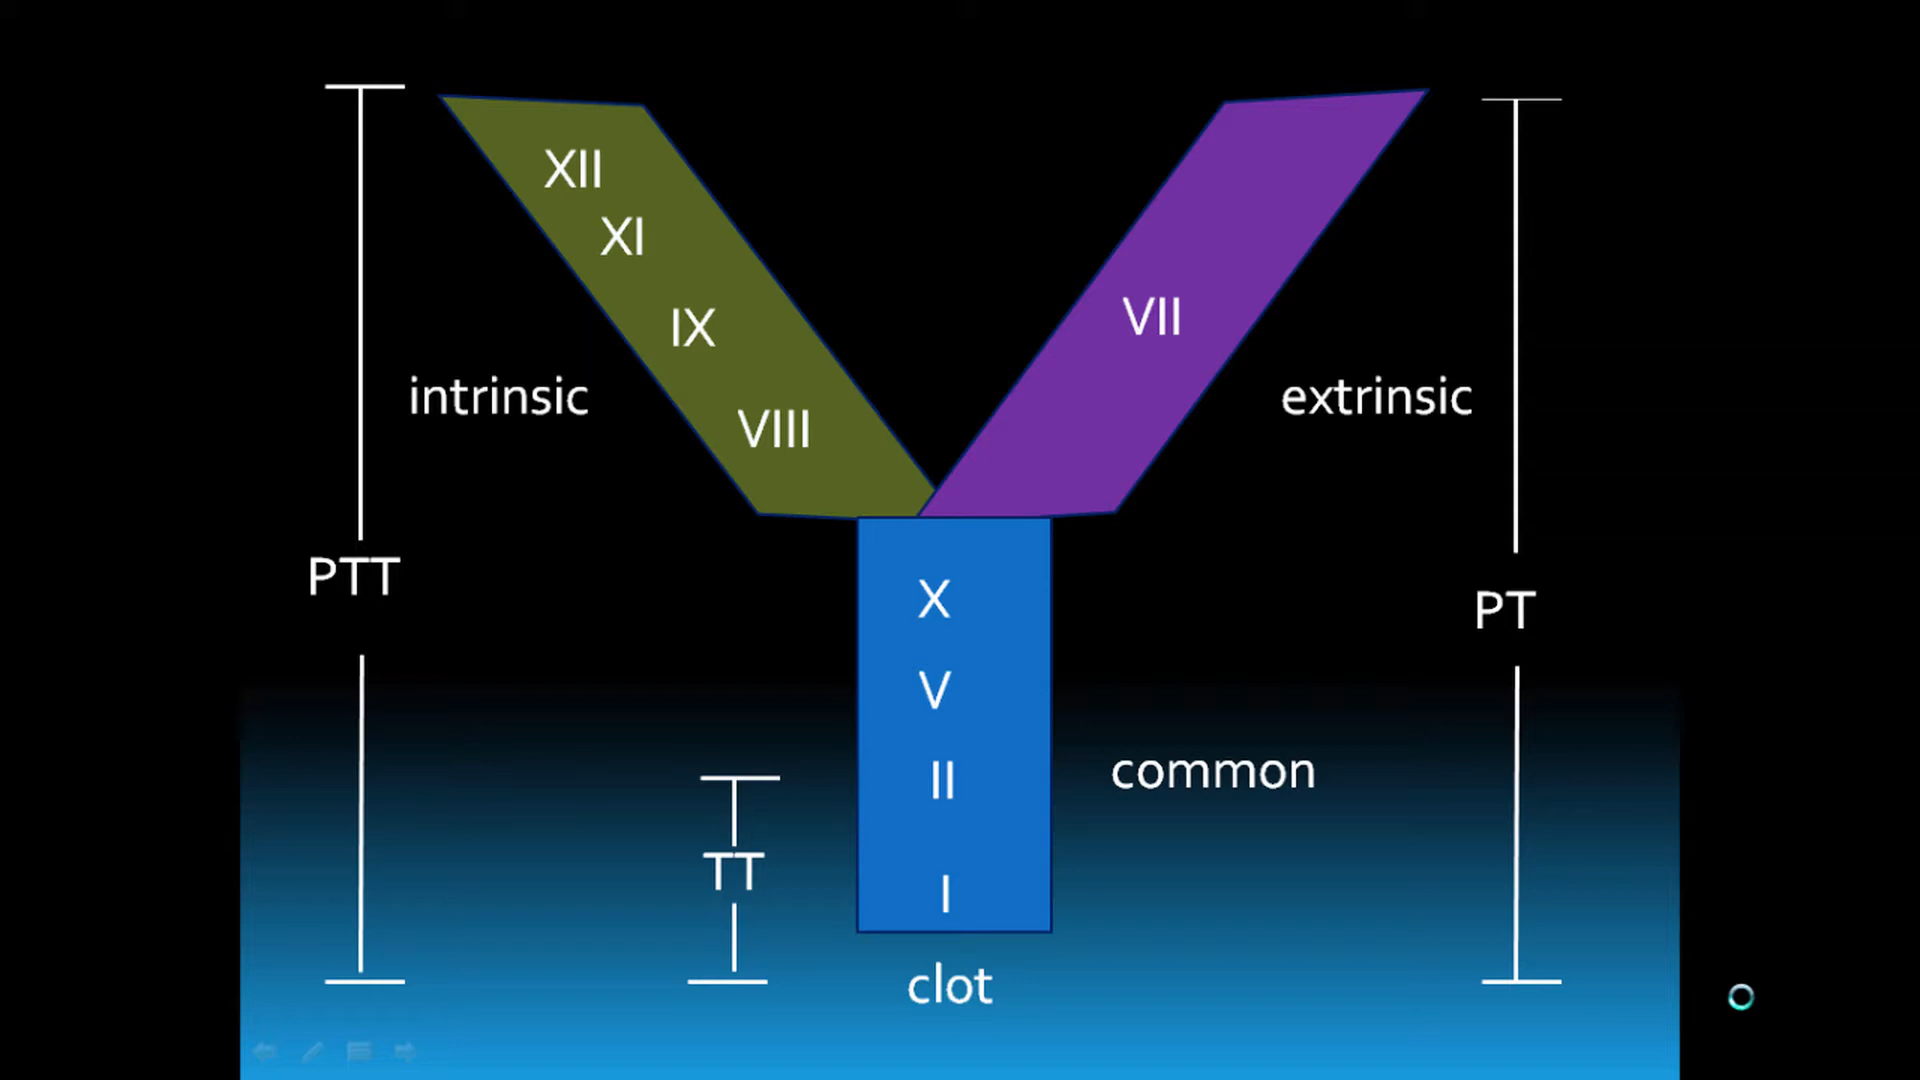 XII
XI
IX
VIII
VII
intrinsic
extrinsic
PTT
PT
X
V
II
I
common
TT
clot